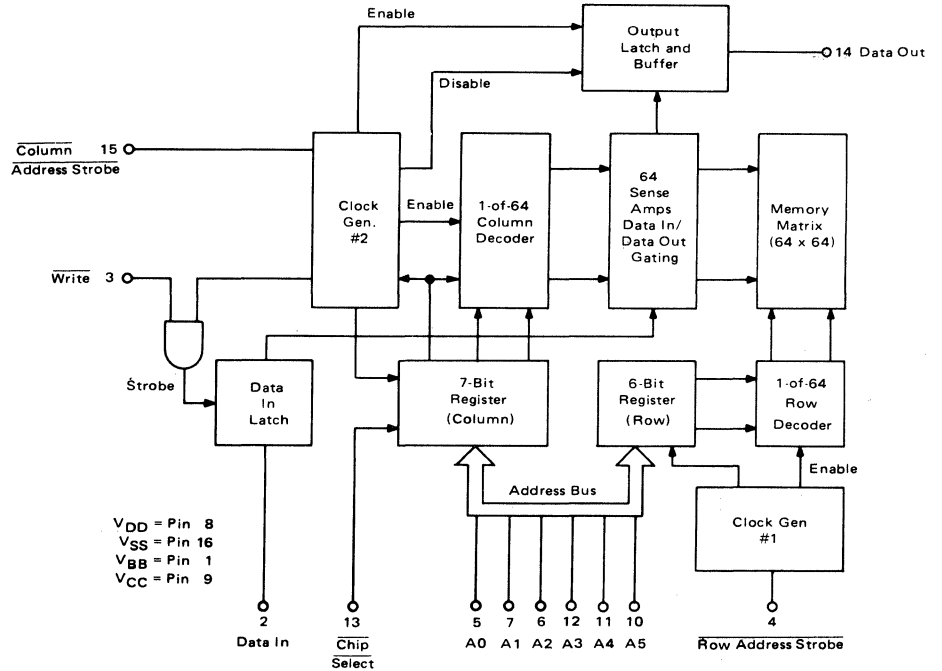 Enable
Output
Latch and
Buffer
14 Data Out
Disable
Column 15
Address Strobe
Clock
Gen.
#2
Enable
1-of-64
Column
Decoder
64
Sense
Amps
Data In/
Data Out
Gating
Memory
Matrix
(64 x 64)
Write 3
Strobe
Data
In
Latch
7-Bit
Register
(Column)
6-Bit
Register
(Row)
1-of-64
Row
Decoder
Address Bus
Enable
Clock Gen
#1
VDD = Pin 8
VSS = Pin 16
VBB = Pin 1
VCC = Pin 9
2
Data In
13
Chip
Select
5 7 6 12 11 10
A0 A1 A2 A3 A4 A5
4
Row Address Strobe